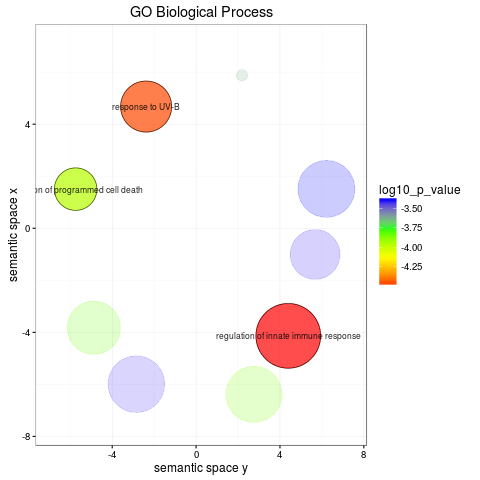 GO Biological Process
response to UV-B
on of programmed cell death
regulation of innate immune response
semantic space x
4
0
-4
-8
-4
0
4
8
semantic space y
log10_p_value
-3.50
-3.75
-4.00
-4.25